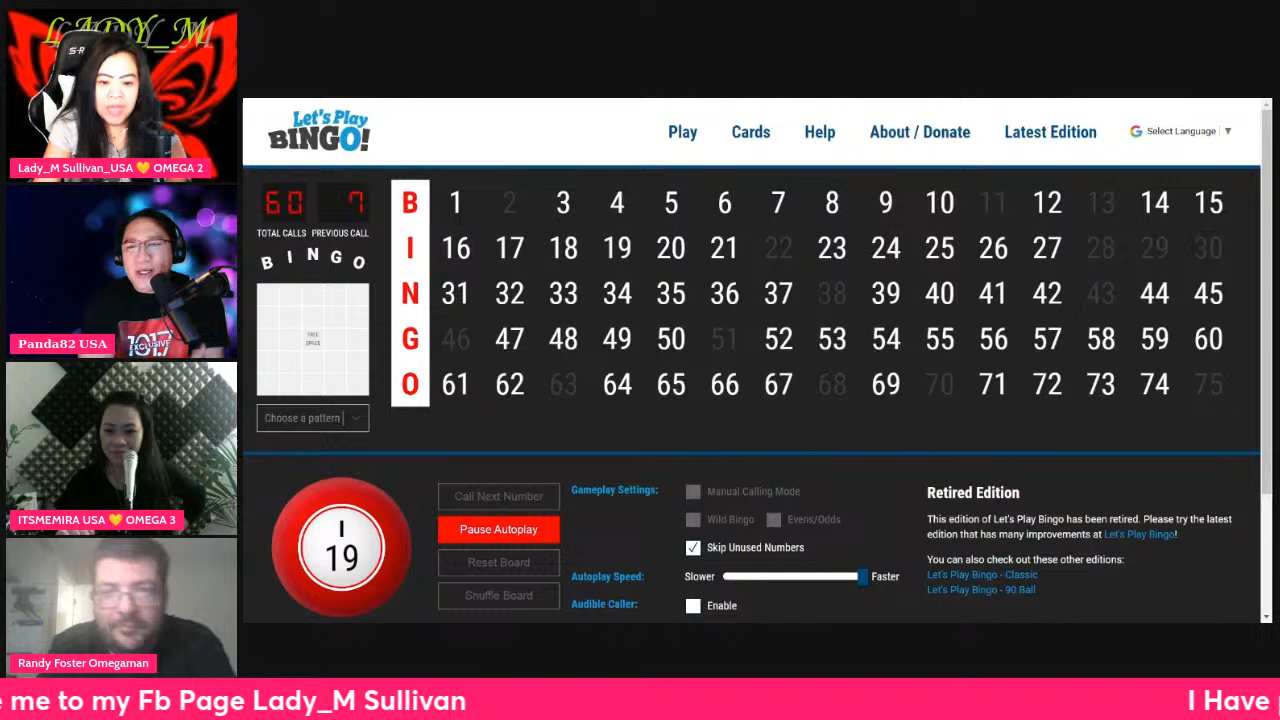 LADY_M
S-R
Lady_M Sullivan_USA 💛 OMEGA 2
Panda82 USA
1017
EXCLUSIVE
ITSMEMIRA USA 💛 OMEGA 3
Randy Foster Omegaman
Let's Play
BINGO!
Play Cards Help About / Donate Latest Edition Select Language ▼
60 7
TOTAL CALLS PREVIOUS CALL
B I N G O
FREE
SPACE
Choose a pattern
B 1 2 3 4 5 6 7 8 9 10 11 12 13 14 15
I 16 17 18 19 20 21 22 23 24 25 26 27 28 29 30
N 31 32 33 34 35 36 37 38 39 40 41 42 43 44 45
G 46 47 48 49 50 51 52 53 54 55 56 57 58 59 60
O 61 62 63 64 65 66 67 68 69 70 71 72 73 74 75
I
19
Call Next Number
Pause Autoplay
Reset Board
Shuffle Board
Gameplay Settings:
Manual Calling Mode
Wild Bingo Evens/Odds
Skip Unused Numbers
Autoplay Speed: Slower Faster
Audible Caller: Enable
Retired Edition
This edition of Let's Play Bingo has been retired. Please try the latest
edition that has many improvements at Let's Play Bingo!
You can also check out these other editions:
Let's Play Bingo - Classic
Let's Play Bingo - 90 Ball
e me to my Fb Page Lady_M Sullivan
I Have